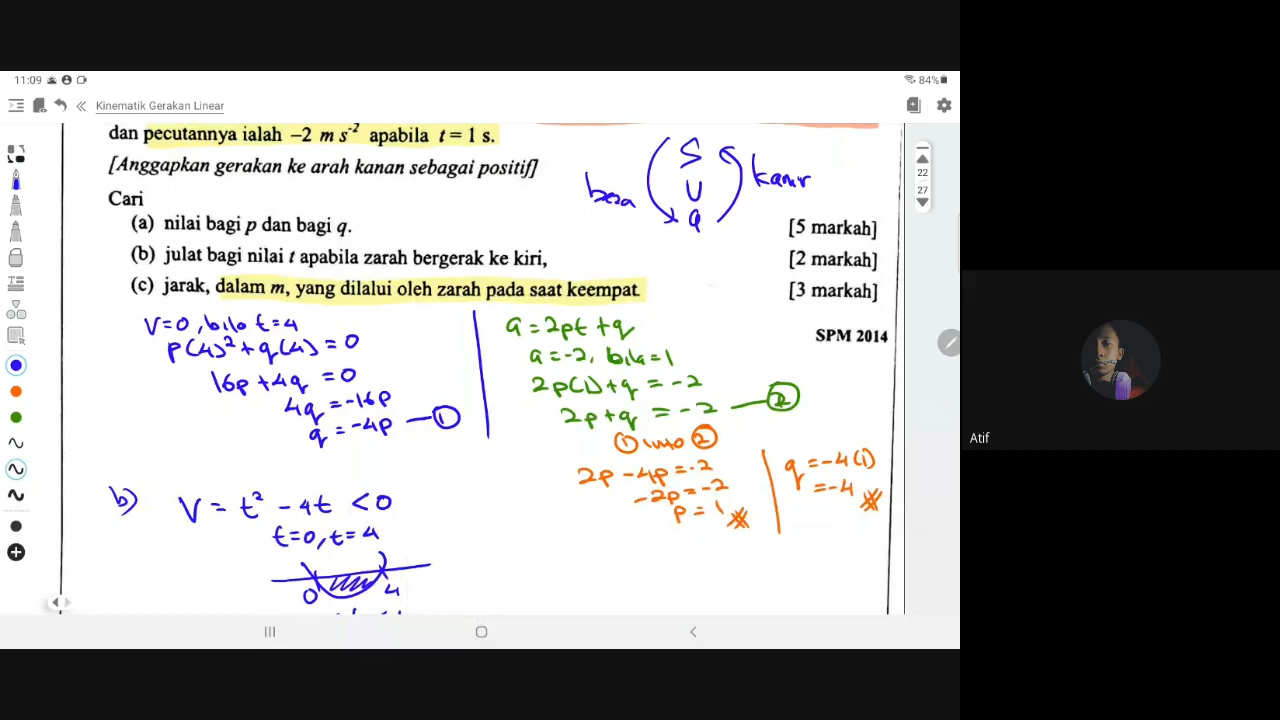 11:09
84%
Kinematik Gerakan Linear
dan pecutannya ialah −2 m s⁻² apabila t = 1 s.
[Anggapkan gerakan ke arah kanan sebagai positif]
Cari
(a) nilai bagi p dan bagi q.
[5 markah]
(b) julat bagi nilai t apabila zarah bergerak ke kiri,
[2 markah]
(c) jarak, dalam m, yang dilalui oleh zarah pada saat keempat.
[3 markah]
SPM 2014
S
V
a
22
27
V=0, bila t=4
p(4)² + q(4) = 0
16p + 4q = 0
4q = -16p
q = -4p — ①
a = 2pt + q
a = -2, bila = 1
2p(1) + q = -2
2p + q = -2 — ②
① into ②
2p - 4p = -2
-2p = -2
p = 1
q = -4(1)
= -4
b) V = t² - 4t < 0
t=0, t=4
0 4
Atif